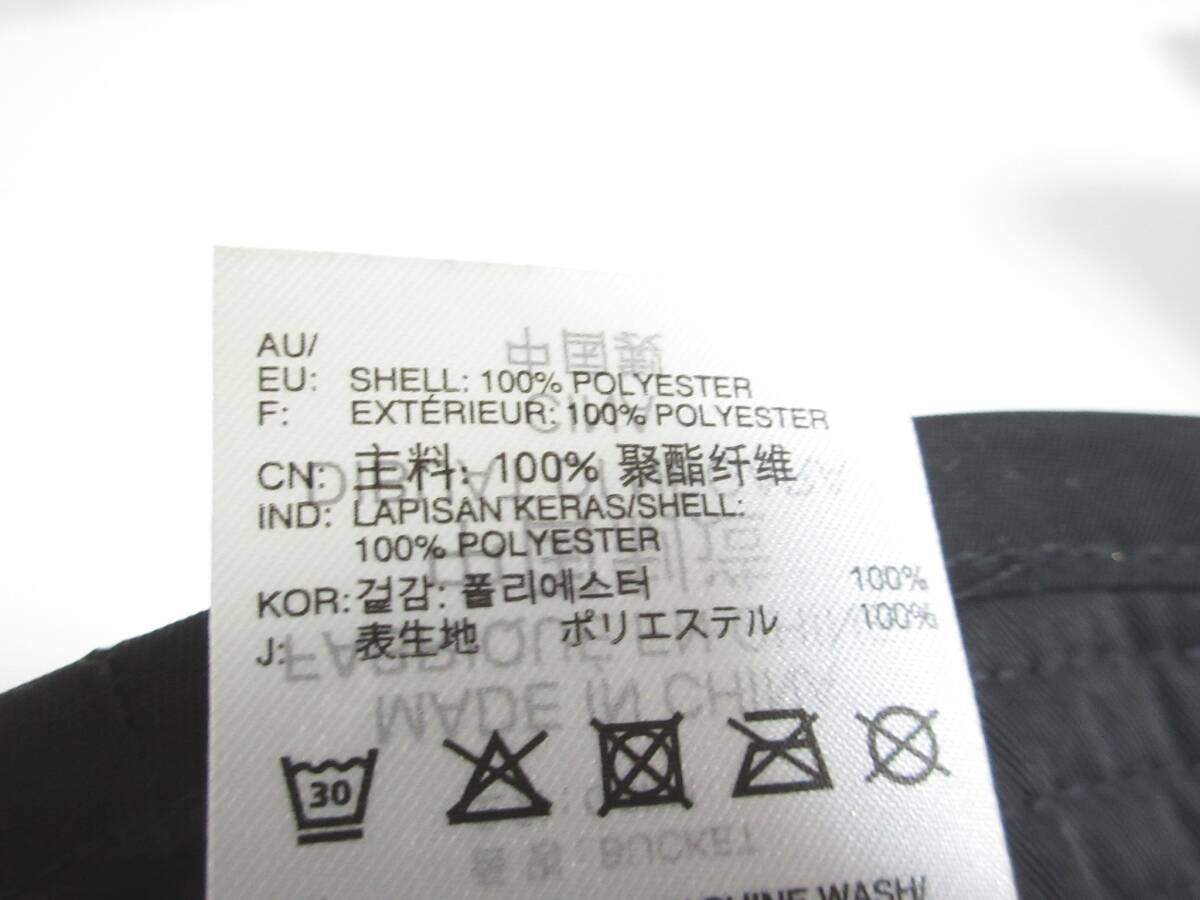 AU/
EU: SHELL: 100% POLYESTER
F: EXTÉRIEUR: 100% POLYESTER
CN: 主料: 100% 聚酯纤维
IND: LAPISAN KERAS/SHELL:
100% POLYESTER
KOR: 겉감: 폴리에스터 100%
J: 表生地 ポリエステル 100%
30
WASH/